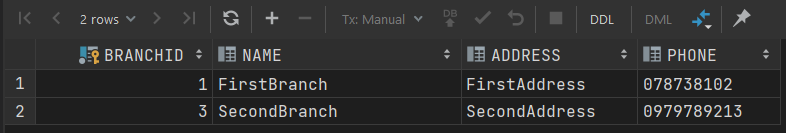 2 rows Tx: Manual DB DDL DML
BRANCHID NAME ADDRESS PHONE
1 1 FirstBranch FirstAddress 078738102
2 3 SecondBranch SecondAddress 0979789213